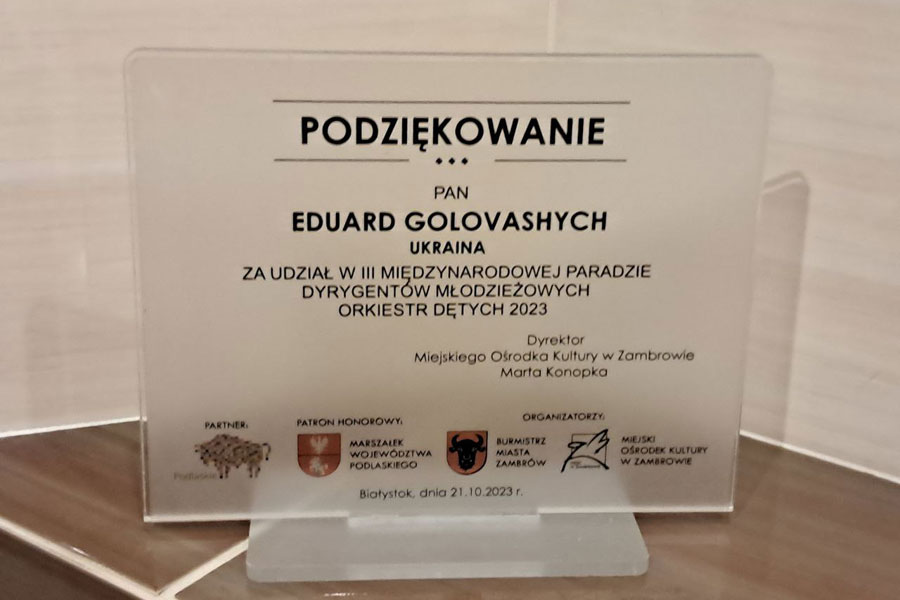 PODZIĘKOWANIE
PAN
EDUARD GOLOVASHYCH
UKRAINA
ZA UDZIAŁ W III MIĘDZYNARODOWEJ PARADZIE
DYRYGENTÓW MŁODZIEŻOWYCH
ORKIESTR DĘTYCH 2023
Dyrektor
Miejskiego Ośrodka Kultury w Zambrowie
Marta Konopka
PARTNER:
Podlaskie
PATRON HONOROWY:
MARSZAŁEK
WOJEWÓDZTWA
PODLASKIEGO
ORGANIZATORZY:
BURMISTRZ
MIASTA
ZAMBRÓW
MIEJSKI
OŚRODEK KULTURY
W ZAMBROWIE
Białystok, dnia 21.10.2023 r.